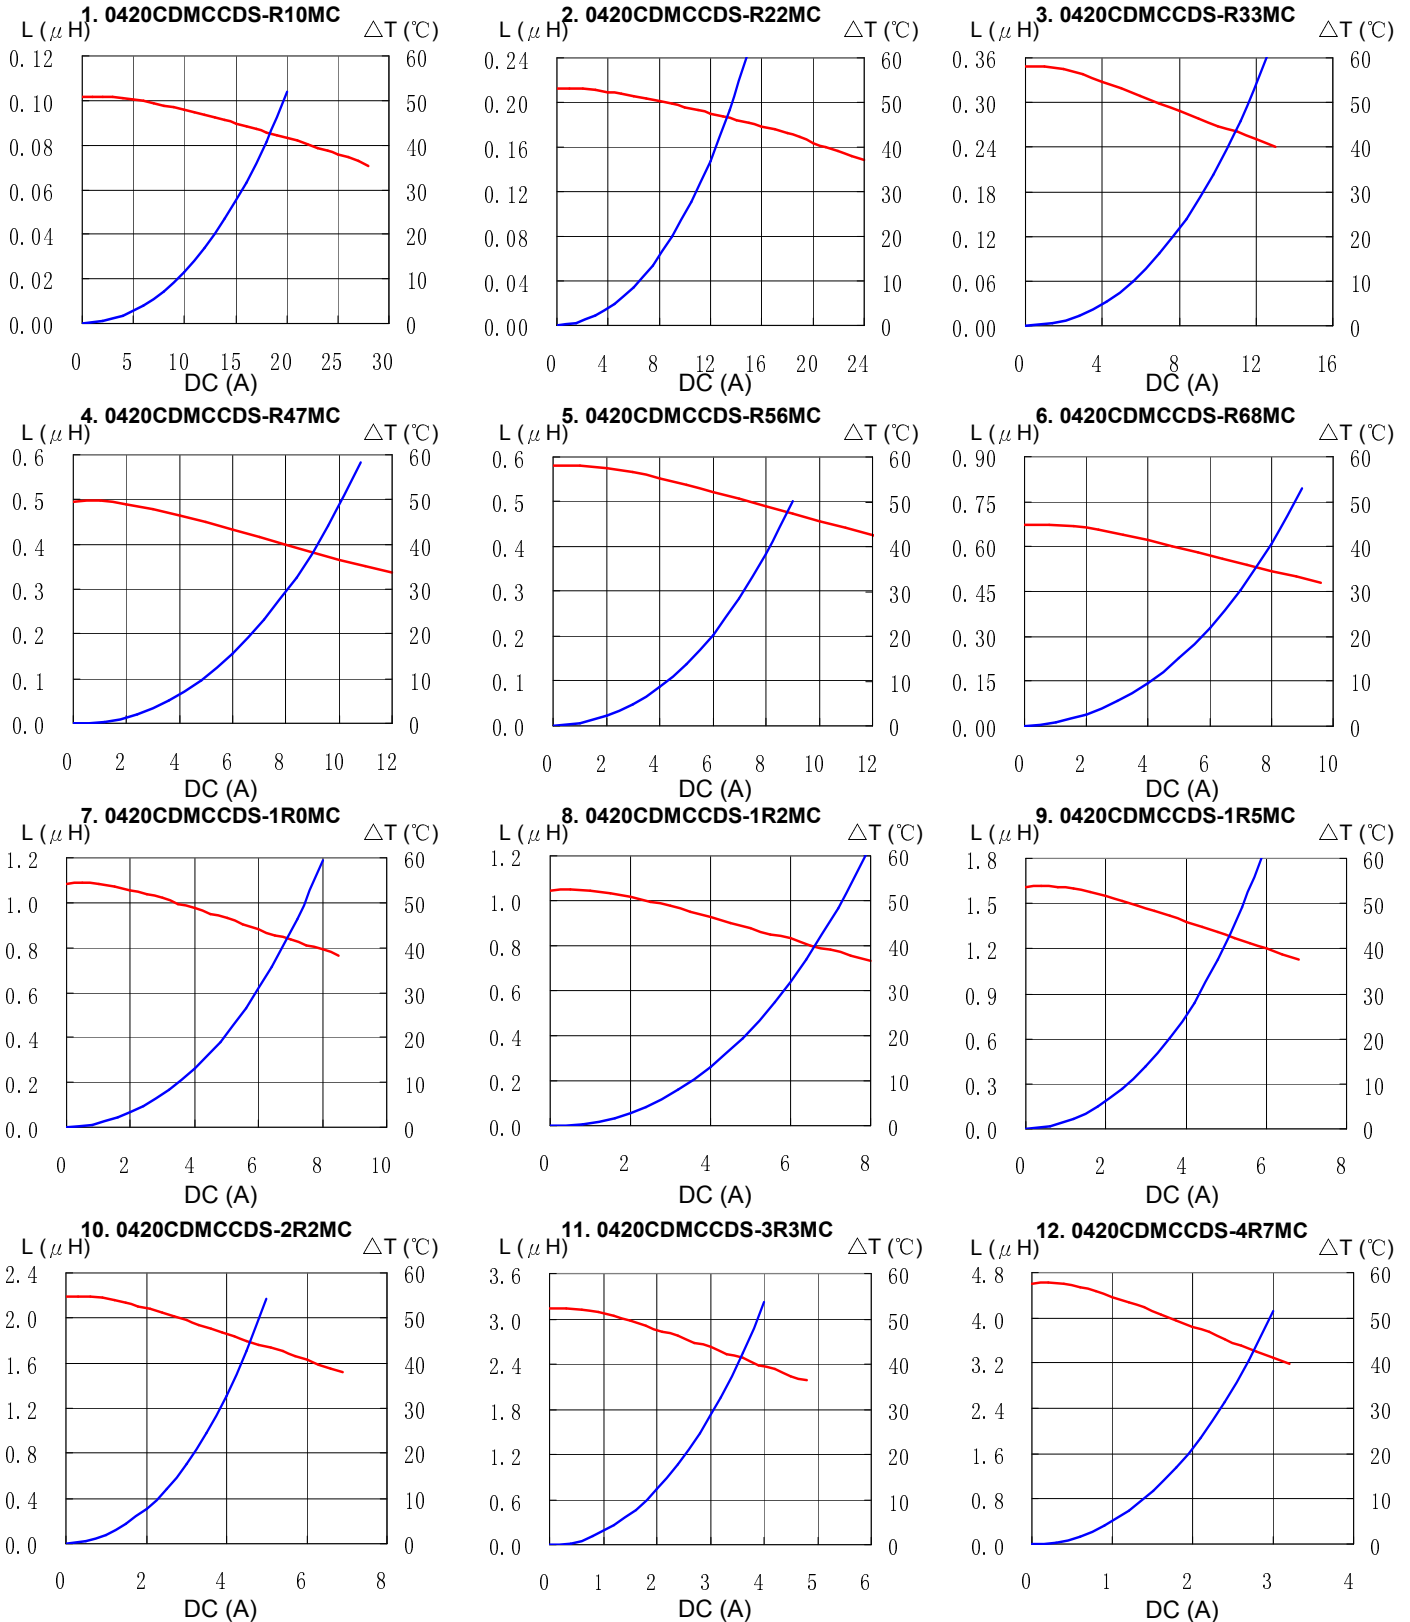 1. 0420CDMCCDS-R10MC
L (μH)
△T (℃)
0.12
0.10
0.08
0.06
0.04
0.02
0.00
60
50
40
30
20
10
0
0 5 10 15 20 25 30
DC (A)
2. 0420CDMCCDS-R22MC
L (μH)
△T (℃)
0.24
0.20
0.16
0.12
0.08
0.04
0.00
60
50
40
30
20
10
0
0 4 8 12 16 20 24
DC (A)
3. 0420CDMCCDS-R33MC
L (μH)
△T (℃)
0.36
0.30
0.24
0.18
0.12
0.06
0.00
60
50
40
30
20
10
0
0 4 8 12 16
DC (A)
4. 0420CDMCCDS-R47MC
L (μH)
△T (℃)
0.6
0.5
0.4
0.3
0.2
0.1
0.0
60
50
40
30
20
10
0
0 2 4 6 8 10 12
DC (A)
5. 0420CDMCCDS-R56MC
L (μH)
△T (℃)
0.6
0.5
0.4
0.3
0.2
0.1
0.0
60
50
40
30
20
10
0
0 2 4 6 8 10 12
DC (A)
6. 0420CDMCCDS-R68MC
L (μH)
△T (℃)
0.90
0.75
0.60
0.45
0.30
0.15
0.00
60
50
40
30
20
10
0
0 2 4 6 8 10
DC (A)
7. 0420CDMCCDS-1R0MC
L (μH)
△T (℃)
1.2
1.0
0.8
0.6
0.4
0.2
0.0
60
50
40
30
20
10
0
0 2 4 6 8 10
DC (A)
8. 0420CDMCCDS-1R2MC
L (μH)
△T (℃)
1.2
1.0
0.8
0.6
0.4
0.2
0.0
60
50
40
30
20
10
0
0 2 4 6 8
DC (A)
9. 0420CDMCCDS-1R5MC
L (μH)
△T (℃)
1.8
1.5
1.2
0.9
0.6
0.3
0.0
60
50
40
30
20
10
0
0 2 4 6 8
DC (A)
10. 0420CDMCCDS-2R2MC
L (μH)
△T (℃)
2.4
2.0
1.6
1.2
0.8
0.4
0.0
60
50
40
30
20
10
0
0 2 4 6 8
DC (A)
11. 0420CDMCCDS-3R3MC
L (μH)
△T (℃)
3.6
3.0
2.4
1.8
1.2
0.6
0.0
60
50
40
30
20
10
0
0 1 2 3 4 5 6
DC (A)
12. 0420CDMCCDS-4R7MC
L (μH)
△T (℃)
4.8
4.0
3.2
2.4
1.6
0.8
0.0
60
50
40
30
20
10
0
0 1 2 3 4
DC (A)